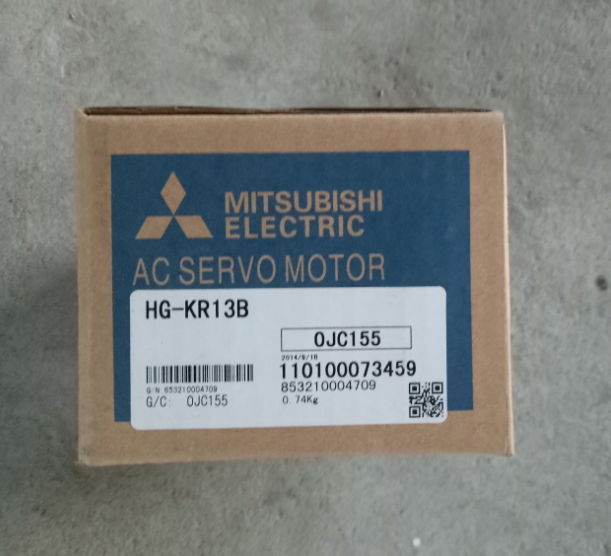 MITSUBISHI
ELECTRIC
AC SERVO MOTOR
HG-KR13B
0JC155
2014/9/18
110100073459
853210004709
G/N 853210004709
G/C: 0JC155
0.74Kg